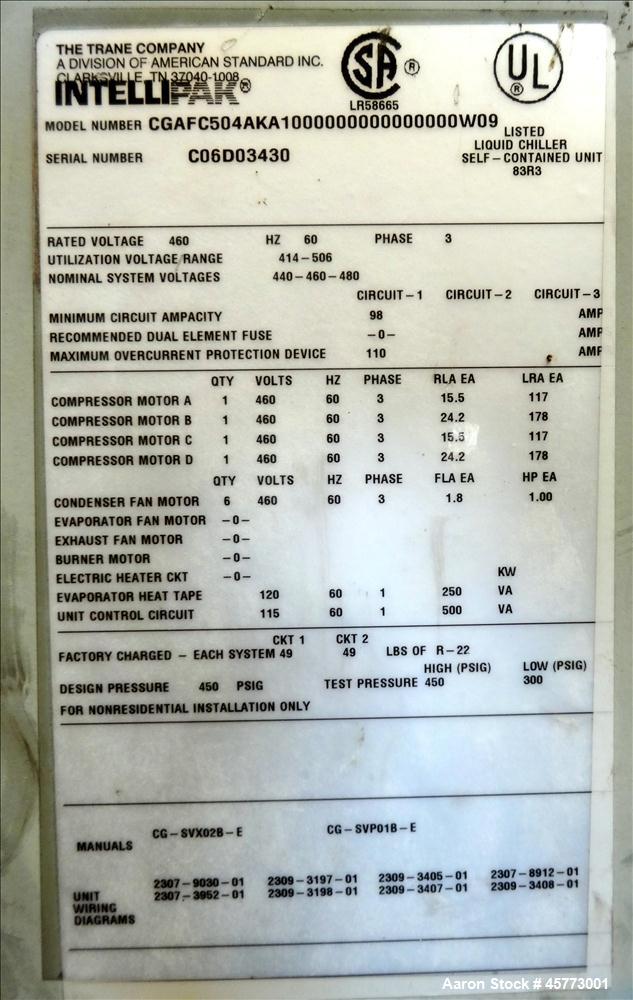 THE TRANE COMPANY
A DIVISION OF AMERICAN STANDARD INC.
CLARKSVILLE, TN 37040-1008
INTELLIPAK®
SA ®
LR58665
UL ®
MODEL NUMBER CGAFC504AKA1000000000000000W09
LISTED
LIQUID CHILLER
SELF-CONTAINED UNIT
83R3
SERIAL NUMBER C06D03430
RATED VOLTAGE 460 HZ 60 PHASE 3
UTILIZATION VOLTAGE RANGE 414-506
NOMINAL SYSTEM VOLTAGES 440-460-480
CIRCUIT-1 CIRCUIT-2 CIRCUIT-3
MINIMUM CIRCUIT AMPACITY 98 AMP
RECOMMENDED DUAL ELEMENT FUSE -0- AMP
MAXIMUM OVERCURRENT PROTECTION DEVICE 110 AMP
QTY VOLTS HZ PHASE RLA EA LRA EA
COMPRESSOR MOTOR A 1 460 60 3 15.5 117
COMPRESSOR MOTOR B 1 460 60 3 24.2 178
COMPRESSOR MOTOR C 1 460 60 3 15.5 117
COMPRESSOR MOTOR D 1 460 60 3 24.2 178
QTY VOLTS HZ PHASE FLA EA HP EA
CONDENSER FAN MOTOR 6 460 60 3 1.8 1.00
EVAPORATOR FAN MOTOR -0-
EXHAUST FAN MOTOR -0-
BURNER MOTOR -0-
ELECTRIC HEATER CKT -0- KW
EVAPORATOR HEAT TAPE 120 60 1 250 VA
UNIT CONTROL CIRCUIT 115 60 1 500 VA
CKT 1 CKT 2
FACTORY CHARGED - EACH SYSTEM 49 49 LBS OF R-22
HIGH (PSIG) LOW (PSIG)
DESIGN PRESSURE 450 PSIG TEST PRESSURE 450 300
FOR NONRESIDENTIAL INSTALLATION ONLY
MANUALS CG-SVX02B-E CG-SVP01B-E
UNIT WIRING DIAGRAMS
2307-9030-01 2309-3197-01 2309-3405-01 2307-8912-01
2307-3952-01 2309-3198-01 2309-3407-01 2309-3408-01
Aaron Stock # 45773001